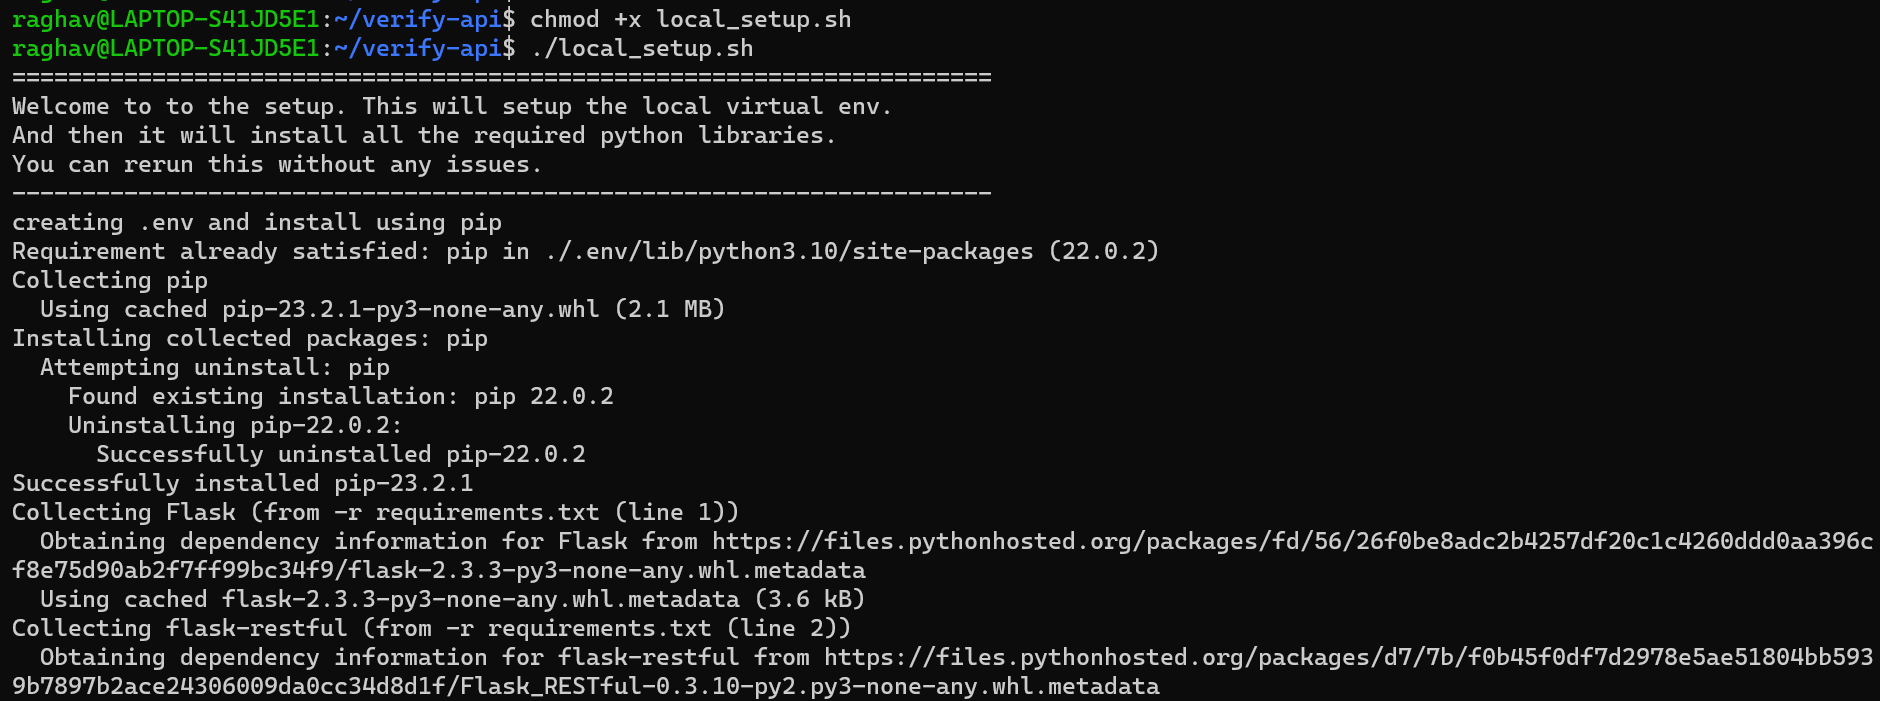 raghav@LAPTOP-S41JD5E1:~/verify-api$ chmod +x local_setup.sh
raghav@LAPTOP-S41JD5E1:~/verify-api$ ./local_setup.sh
======================================================================
Welcome to to the setup. This will setup the local virtual env.
And then it will install all the required python libraries.
You can rerun this without any issues.
----------------------------------------------------------------------
creating .env and install using pip
Requirement already satisfied: pip in ./.env/lib/python3.10/site-packages (22.0.2)
Collecting pip
  Using cached pip-23.2.1-py3-none-any.whl (2.1 MB)
Installing collected packages: pip
  Attempting uninstall: pip
    Found existing installation: pip 22.0.2
    Uninstalling pip-22.0.2:
      Successfully uninstalled pip-22.0.2
Successfully installed pip-23.2.1
Collecting Flask (from -r requirements.txt (line 1))
  Obtaining dependency information for Flask from https://files.pythonhosted.org/packages/fd/56/26f0be8adc2b4257df20c1c4260ddd0aa396c
f8e75d90ab2f7ff99bc34f9/flask-2.3.3-py3-none-any.whl.metadata
  Using cached flask-2.3.3-py3-none-any.whl.metadata (3.6 kB)
Collecting flask-restful (from -r requirements.txt (line 2))
  Obtaining dependency information for flask-restful from https://files.pythonhosted.org/packages/d7/7b/f0b45f0df7d2978e5ae51804bb593
9b7897b2ace24306009da0cc34d8d1f/Flask_RESTful-0.3.10-py2.py3-none-any.whl.metadata